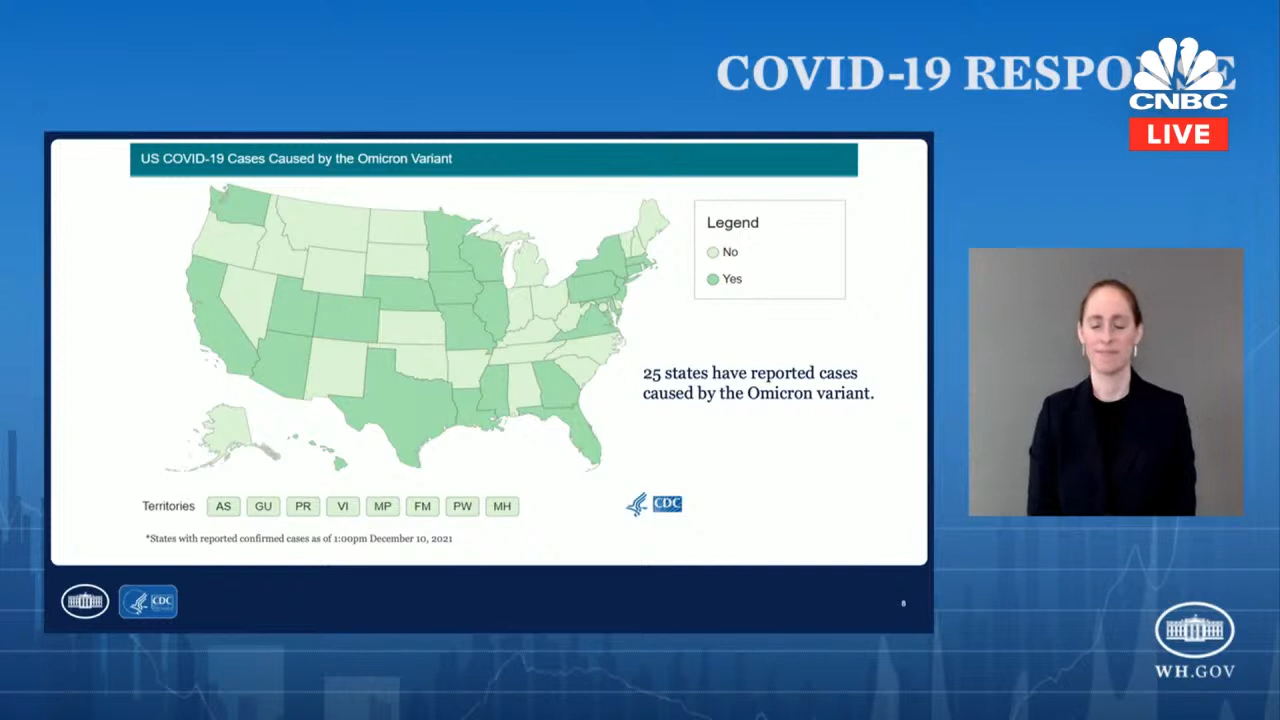 COVID-19 RESPONSE
CNBC
LIVE
US COVID-19 Cases Caused by the Omicron Variant
Legend
No
Yes
25 states have reported cases
caused by the Omicron variant.
Territories AS GU PR VI MP FM PW MH
CDC
*States with reported confirmed cases as of 1:00pm December 10, 2021
CDC
8
WH.GOV